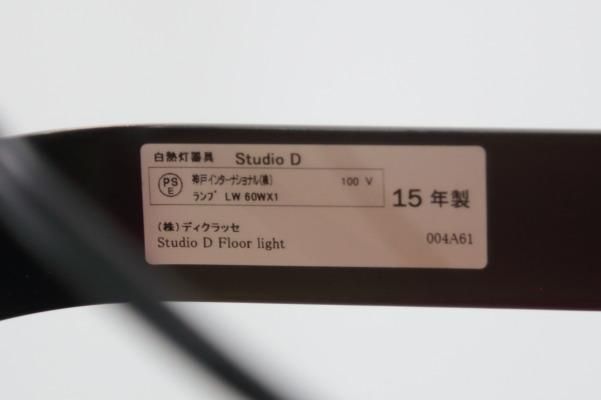 白熱灯器具 Studio D
PS
E
神戸インターナショナル(株) 100 V
ランプ LW 60WX1
15 年製
(株)ディクラッセ
Studio D Floor light 004A61